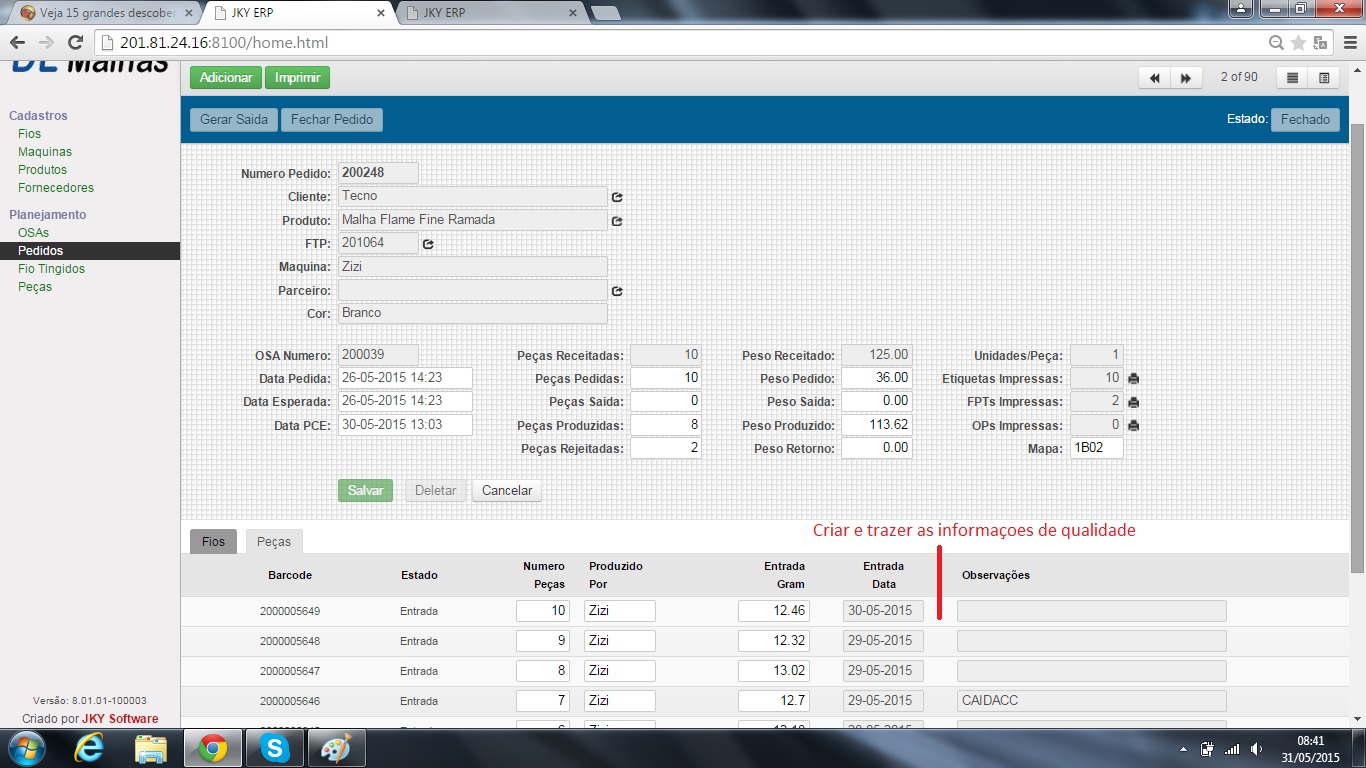 Veja 15 grandes descober
JKY ERP
JKY ERP
201.81.24.16:8100/home.html
Malhas
Adicionar Imprimir
2 of 90
Gerar Saida Fechar Pedido
Estado: Fechado
Cadastros
Fios
Maquinas
Produtos
Fornecedores
Planejamento
OSAs
Pedidos
Fio Tingidos
Peças
Numero Pedido: 200248
Cliente: Tecno
Produto: Malha Flame Fine Ramada
FTP: 201064
Maquina: Zizi
Parceiro:
Cor: Branco
OSA Numero: 200039 Peças Receitadas: 10 Peso Receitado: 125.00 Unidades/Peça: 1
Data Pedida: 26-05-2015 14:23 Peças Pedidas: 10 Peso Pedido: 36.00 Etiquetas Impressas: 10
Data Esperada: 26-05-2015 14:23 Peças Saida: 0 Peso Saida: 0.00 FPTs Impressas: 2
Data PCE: 30-05-2015 13:03 Peças Produzidas: 8 Peso Produzido: 113.62 OPs Impressas: 0
Peças Rejeitadas: 2 Peso Retorno: 0.00 Mapa: 1B02
Salvar Deletar Cancelar
Criar e trazer as informaçoes de qualidade
Fios Peças
Barcode Estado Numero Peças Produzido Por Entrada Gram Entrada Data Observações
2000005649 Entrada 10 Zizi 12.46 30-05-2015
2000005648 Entrada 9 Zizi 12.32 29-05-2015
2000005647 Entrada 8 Zizi 13.02 29-05-2015
2000005646 Entrada 7 Zizi 12.7 29-05-2015 CAIDACC
Versão: 8.01.01-100003
Criado por JKY Software
08:41
31/05/2015